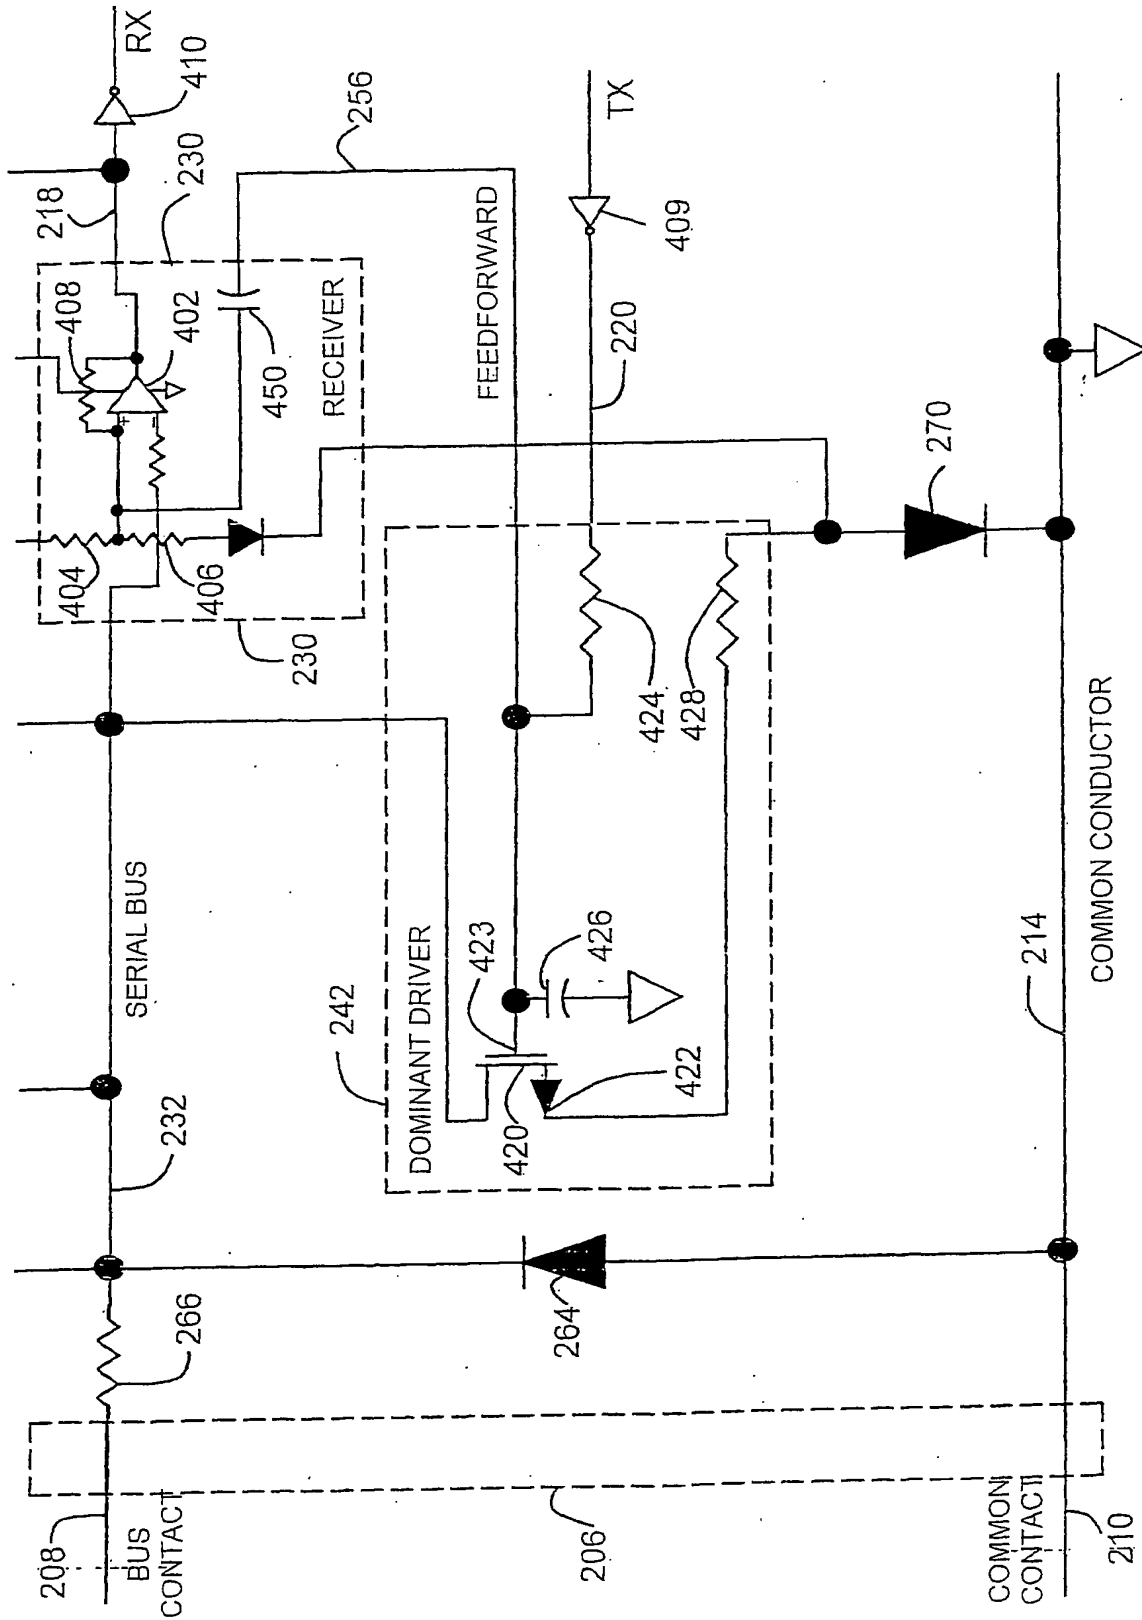 208
BUS
CONTACT
266
232
SERIAL BUS
218
RX
410
230
408
402
404
406
450
RECEIVER
230
256
FEEDFORWARD
TX
409
220
242
DOMINANT DRIVER
423
420
422
426
424
428
264
270
206
COMMON
CONTACT
210
214
COMMON CONDUCTOR
+
-